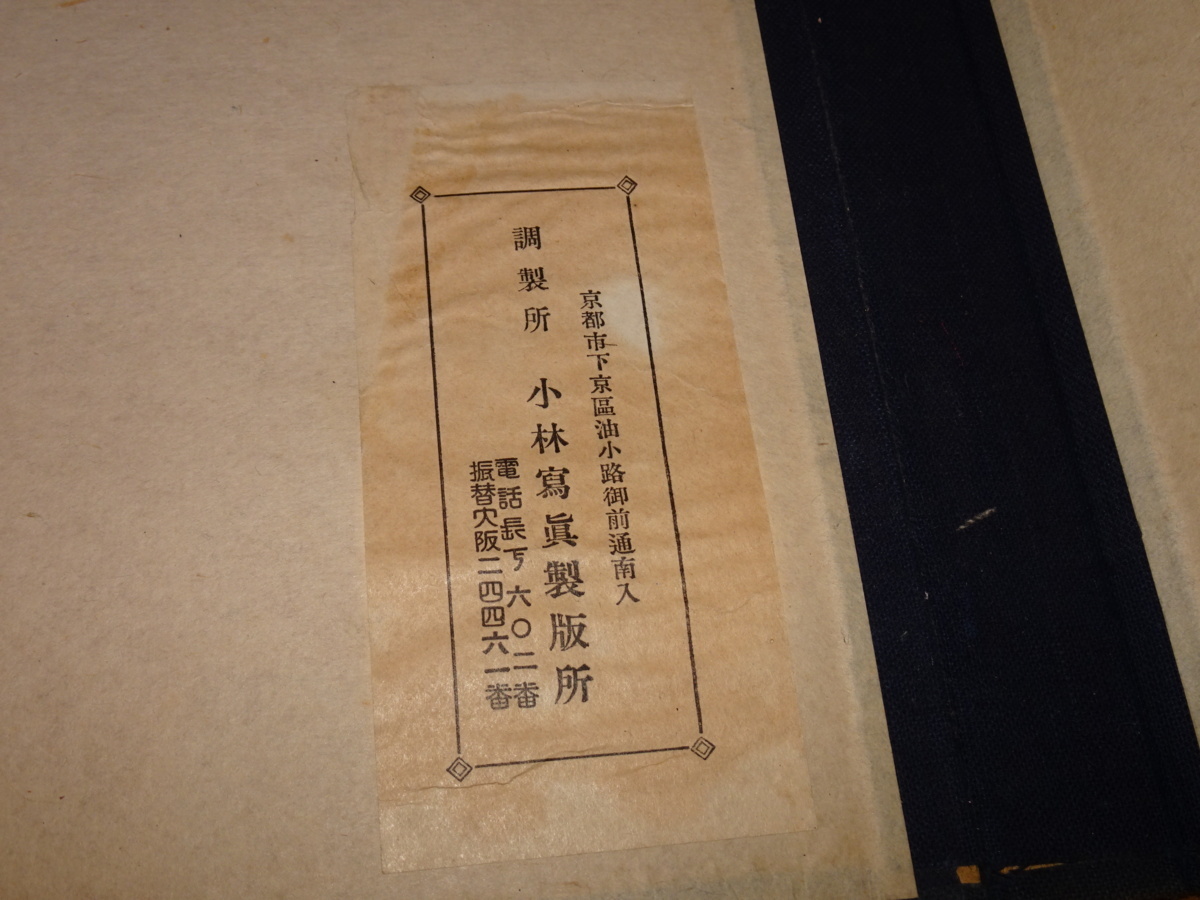 京都市下京區油小路御前通南入
調製所 小林寫眞製版所
電話長下六〇二番
振替大阪二四四六一番